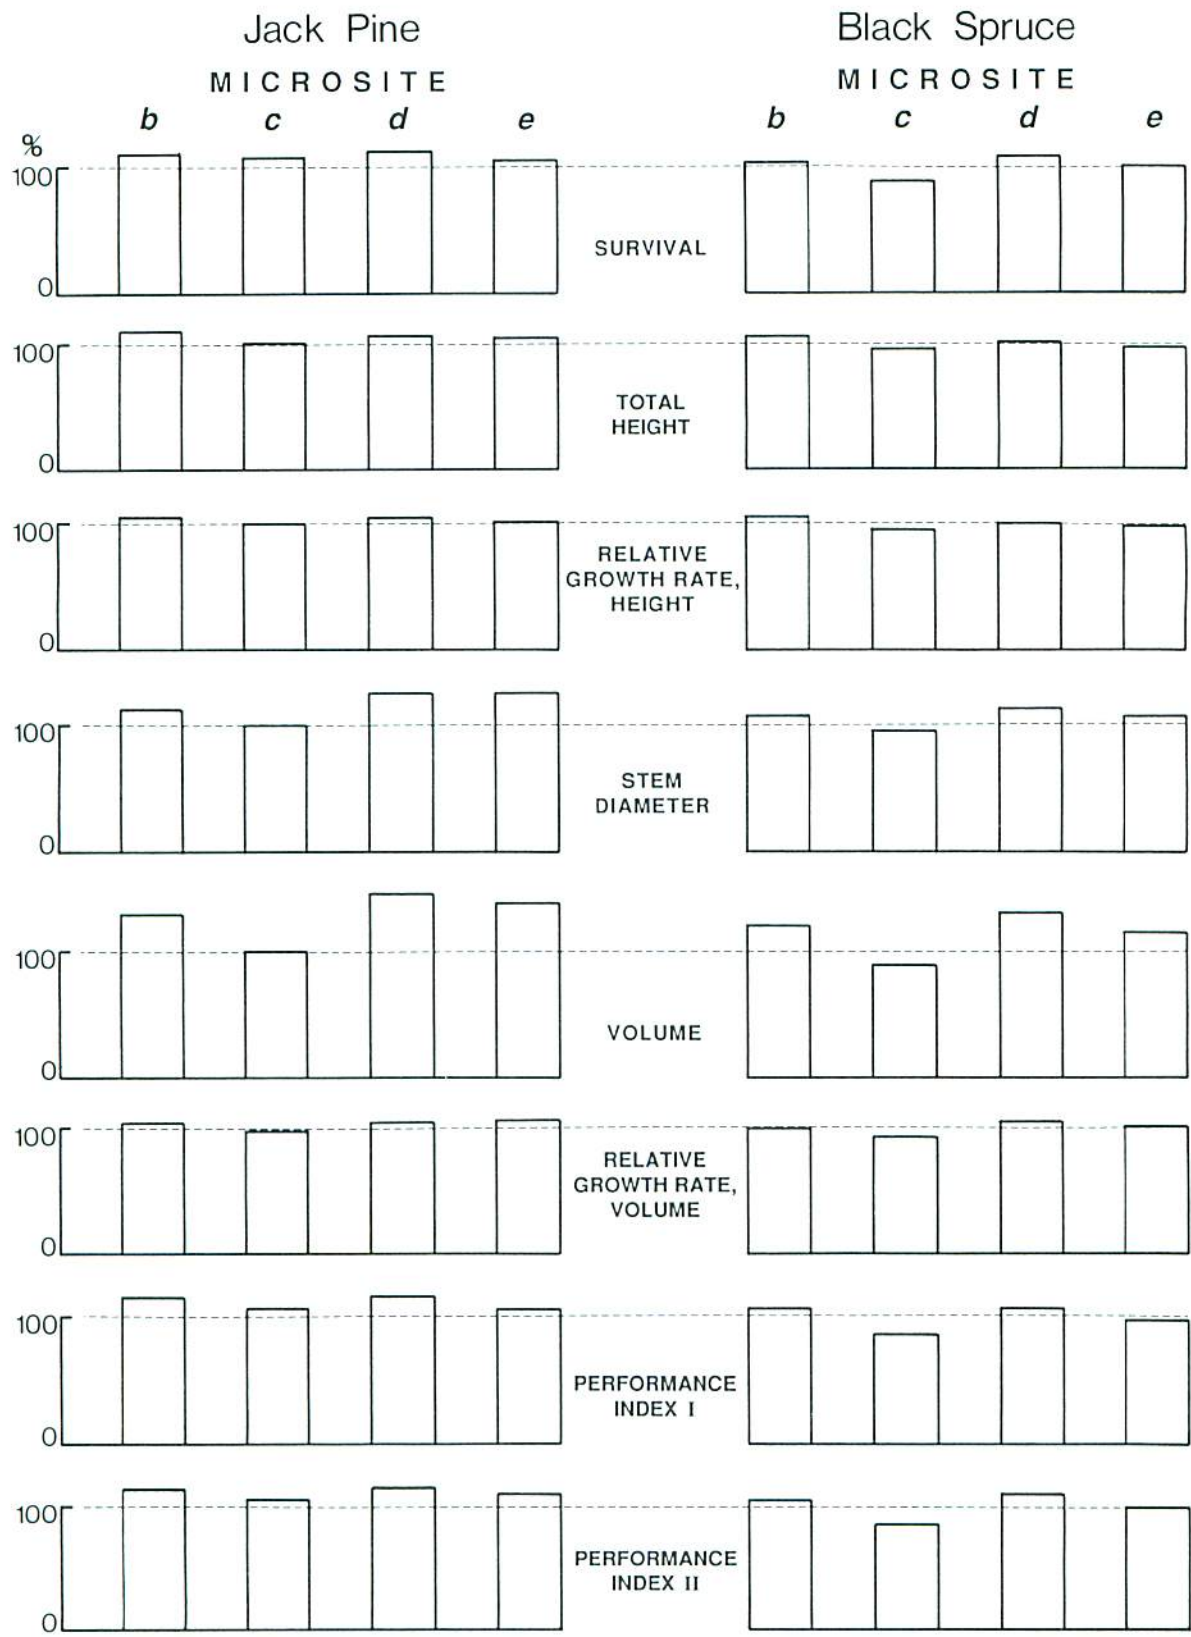 Jack Pine
MICROSITE
b c d e
Black Spruce
MICROSITE
b c d e
%
100
0
SURVIVAL
100
0
TOTAL
HEIGHT
100
0
RELATIVE
GROWTH RATE,
HEIGHT
100
0
STEM
DIAMETER
100
0
VOLUME
100
0
RELATIVE
GROWTH RATE,
VOLUME
100
0
PERFORMANCE
INDEX I
100
0
PERFORMANCE
INDEX II